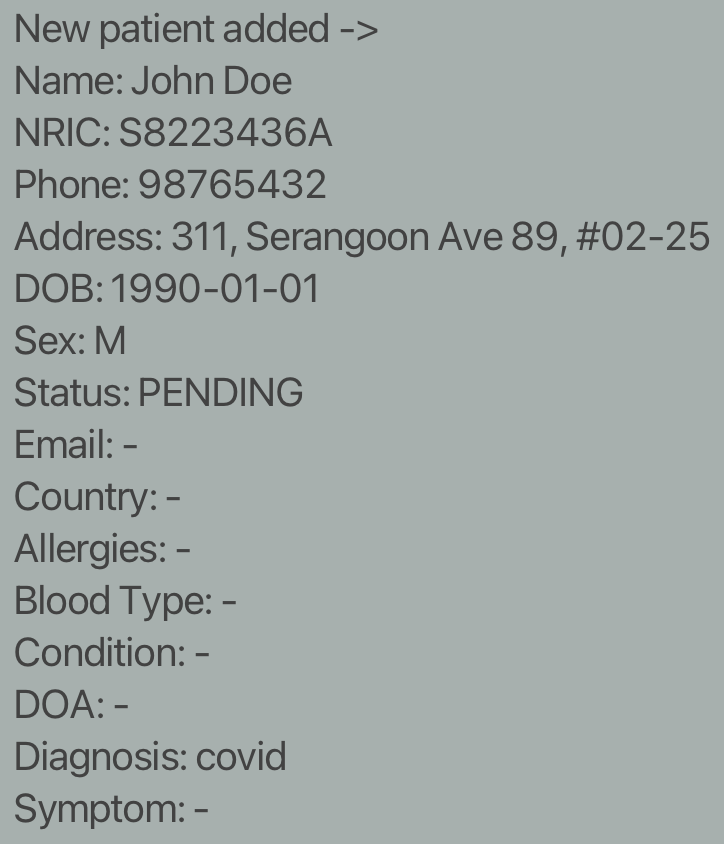 New patient added ->
Name: John Doe
NRIC: S8223436A
Phone: 98765432
Address: 311, Serangoon Ave 89, #02-25
DOB: 1990-01-01
Sex: M
Status: PENDING
Email: -
Country: -
Allergies: -
Blood Type: -
Condition: -
DOA: -
Diagnosis: covid
Symptom: -